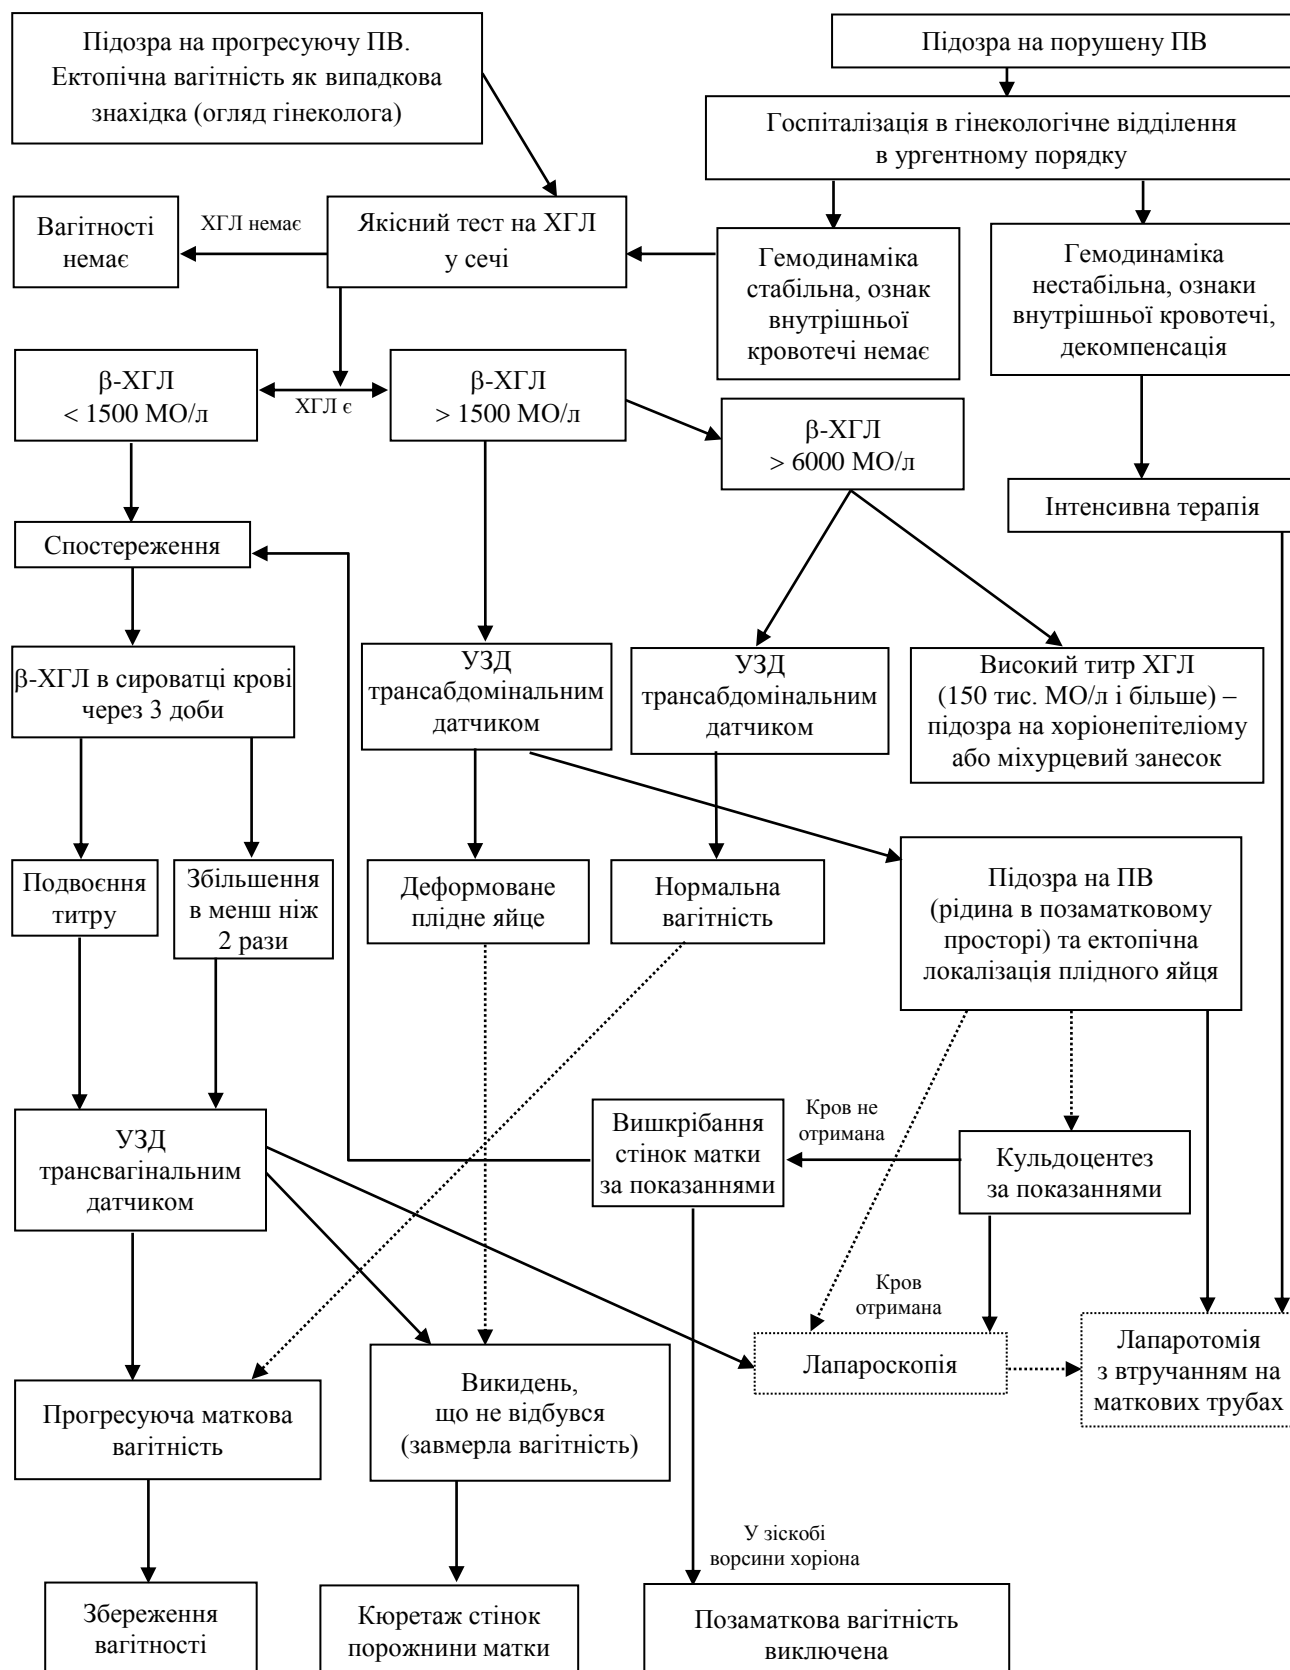 Підозра на прогресуючу ПВ.
Ектопічна вагітність як випадкова
знахідка (огляд гінеколога)
Підозра на порушену ПВ
Госпіталізація в гінекологічне відділення
в ургентному порядку
Вагітності
немає
ХГЛ немає
Якісний тест на ХГЛ
у сечі
Гемодинаміка
стабільна, ознак
внутрішньої
кровотечі немає
Гемодинаміка
нестабільна, ознаки
внутрішньої кровотечі,
декомпенсація
β-ХГЛ
< 1500 МО/л
ХГЛ є
β-ХГЛ
> 1500 МО/л
β-ХГЛ
> 6000 МО/л
Інтенсивна терапія
Спостереження
β-ХГЛ в сироватці крові
через 3 доби
УЗД
трансабдомінальним
датчиком
УЗД
трансабдомінальним
датчиком
Високий титр ХГЛ
(150 тис. МО/л і більше) –
підозра на хоріонепітеліому
або міхурцевий занесок
Подвоєння
титру
Збільшення
в менш ніж
2 рази
Деформоване
плідне яйце
Нормальна
вагітність
Підозра на ПВ
(рідина в позаматковому
просторі) та ектопічна
локалізація плідного яйця
УЗД
трансвагінальним
датчиком
Вишкрібання
стінок матки
за показаннями
Кров не
отримана
Кульдоцентез
за показаннями
Кров
отримана
Лапароскопія
Лапаротомія
з втручанням на
маткових трубах
Прогресуюча маткова
вагітність
Викидень,
що не відбувся
(завмерла вагітність)
У зіскобі
ворсини хоріона
Збереження
вагітності
Кюретаж стінок
порожнини матки
Позаматкова вагітність
виключена